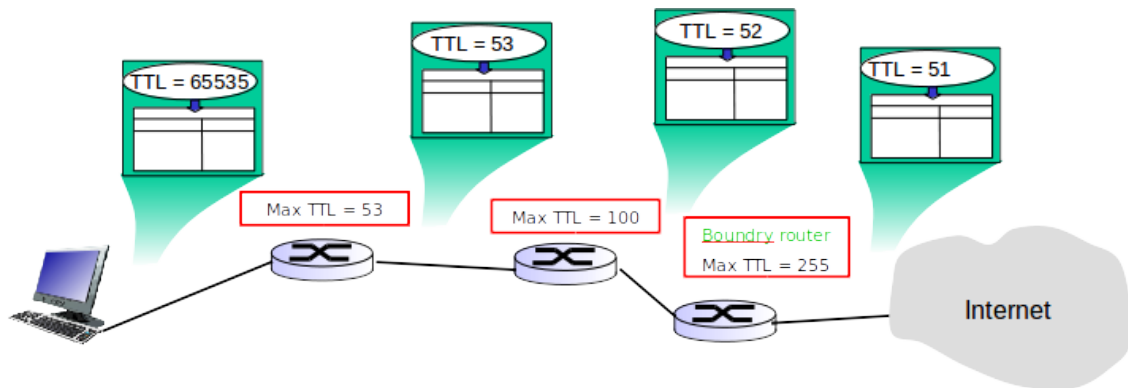 TTL = 65535
TTL = 53
TTL = 52
TTL = 51
Max TTL = 53
Max TTL = 100
Boundry router
Max TTL = 255
Internet